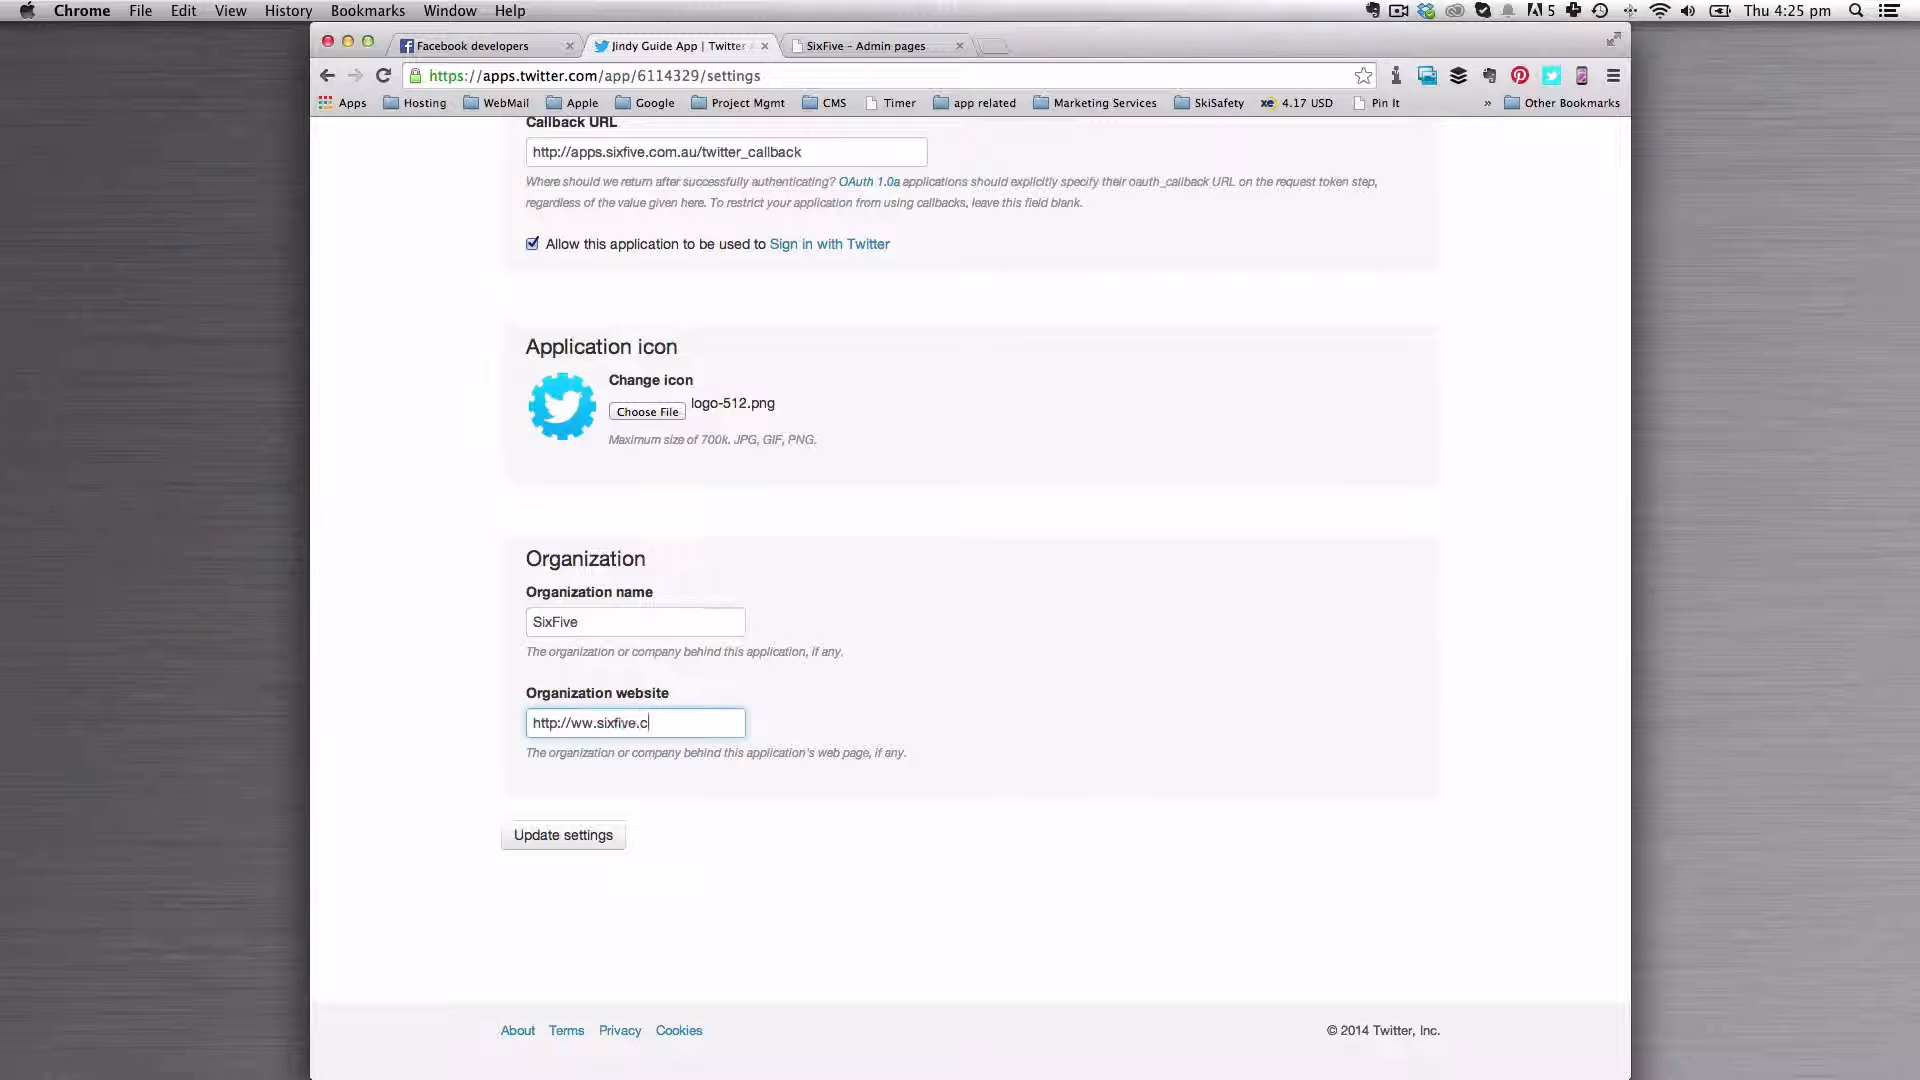 Chrome File Edit View History Bookmarks Window Help 5 Thu 4:25 pm
Facebook developers Jindy Guide App | Twitter SixFive - Admin pages
https://apps.twitter.com/app/6114329/settings
Apps Hosting WebMail Apple Google Project Mgmt CMS Timer app related Marketing Services SkiSafety xe 4.17 USD Pin It » Other Bookmarks
Callback URL
http://apps.sixfive.com.au/twitter_callback
Where should we return after successfully authenticating? OAuth 1.0a applications should explicitly specify their oauth_callback URL on the request token step,
regardless of the value given here. To restrict your application from using callbacks, leave this field blank.
Allow this application to be used to Sign in with Twitter
Application icon
Change icon
Choose File logo-512.png
Maximum size of 700k. JPG, GIF, PNG.
Organization
Organization name
SixFive
The organization or company behind this application, if any.
Organization website
http://ww.sixfive.c
The organization or company behind this application's web page, if any.
Update settings
About Terms Privacy Cookies © 2014 Twitter, Inc.